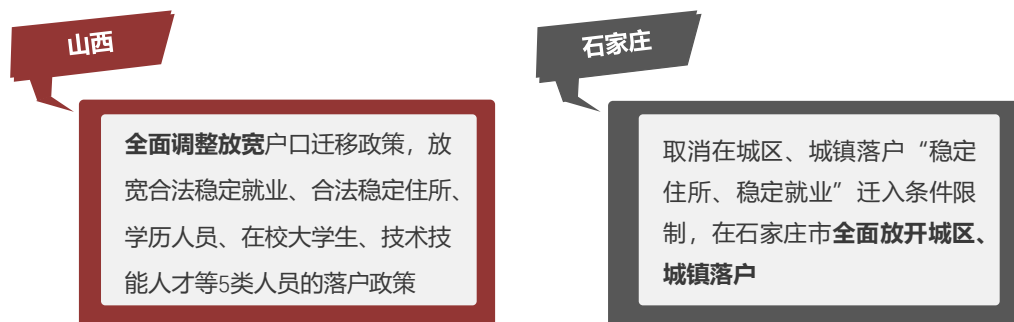 山西
全面调整放宽户口迁移政策，放
宽合法稳定就业、合法稳定住所、
学历人员、在校大学生、技术技
能人才等5类人员的落户政策
石家庄
取消在城区、城镇落户“稳定
住所、稳定就业”迁入条件限
制，在石家庄市全面放开城区、
城镇落户